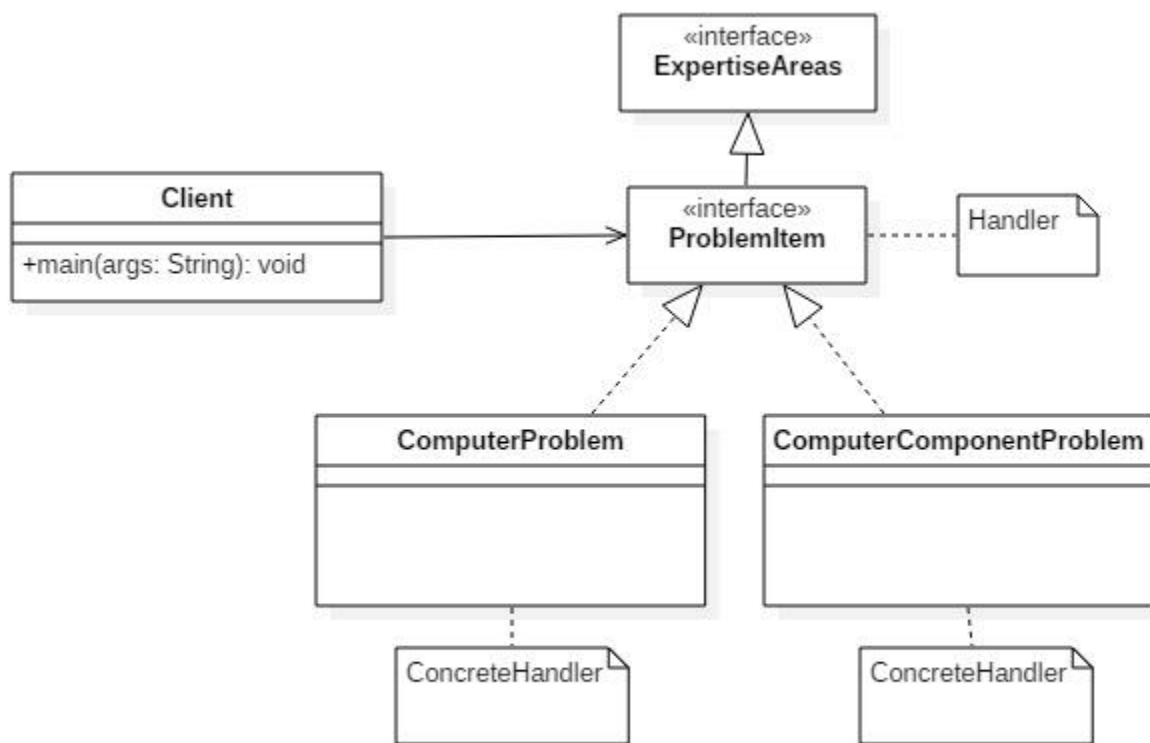 «interface»
ExpertiseAreas
Client
+main(args: String): void
«interface»
ProblemItem
Handler
ComputerProblem
ComputerComponentProblem
ConcreteHandler
ConcreteHandler